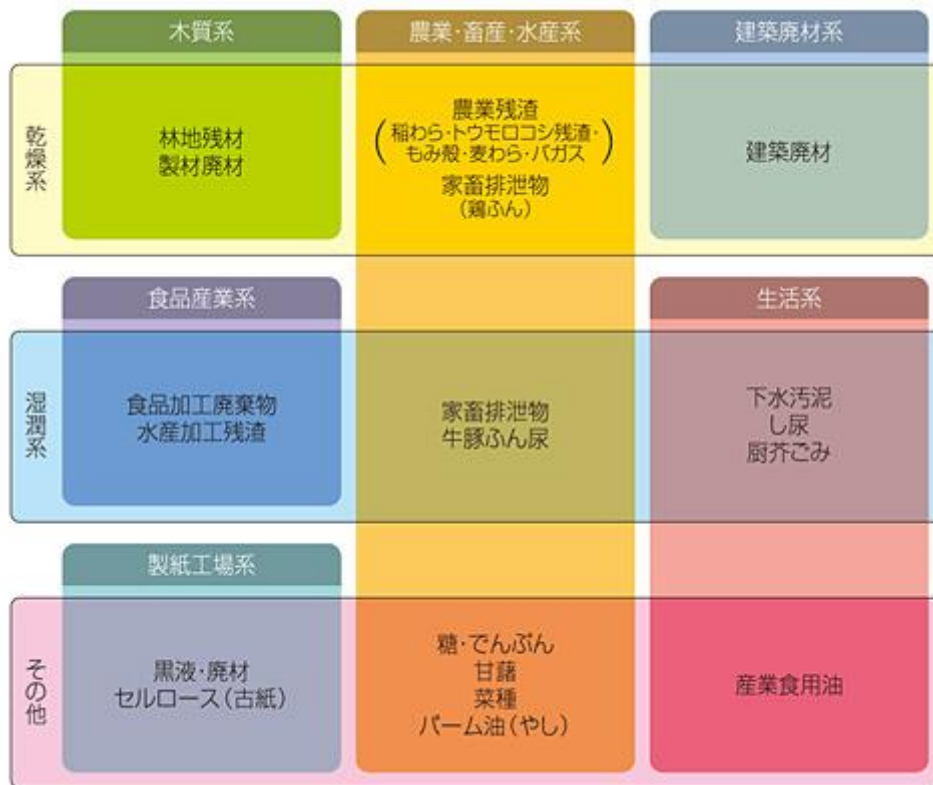 木質系
農業・畜産・水産系
建築廃材系
乾燥系
林地残材
製材廃材
農業残渣
(稲わら・トウモロコシ残渣・
もみ殻・麦わら・バガス)
家畜排泄物
(鶏ふん)
建築廃材
食品産業系
生活系
湿潤系
食品加工廃棄物
水産加工残渣
家畜排泄物
牛豚ふん尿
下水汚泥
し尿
厨芥ごみ
製紙工場系
その他
黒液・廃材
セルロース(古紙)
糖・でんぷん
甘藷
菜種
パーム油(やし)
産業食用油